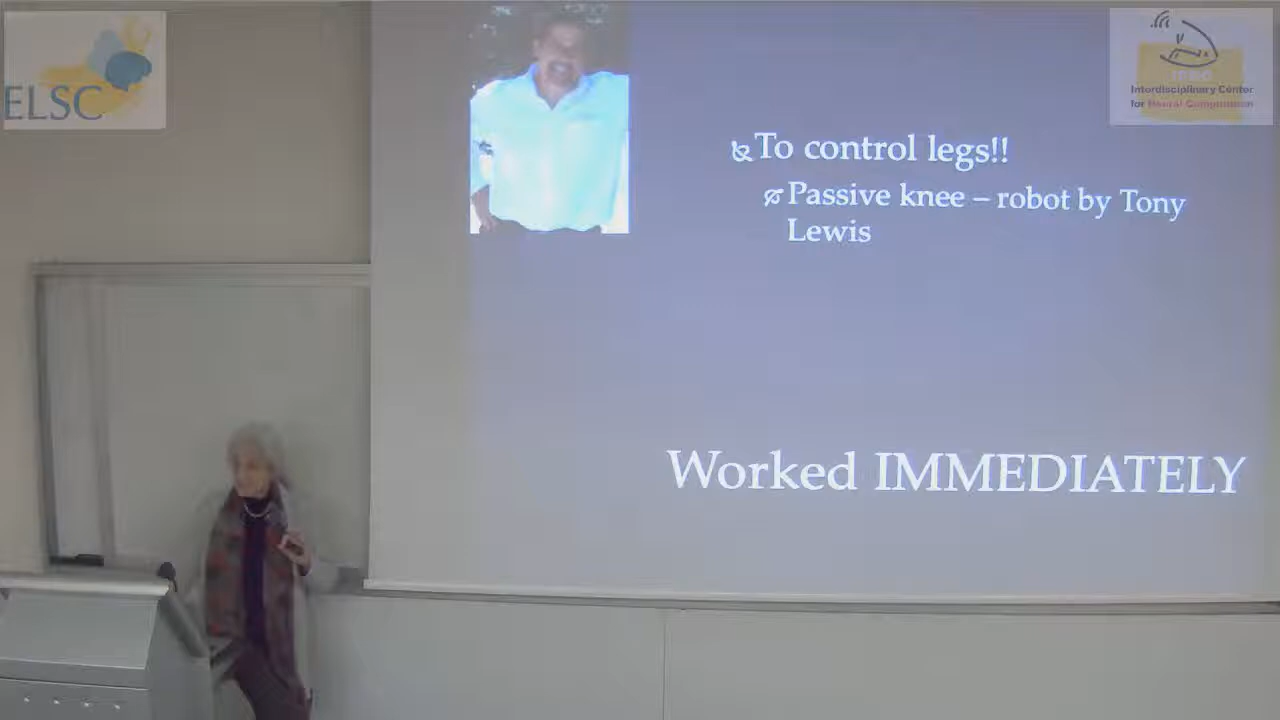 ELSC
Interdisciplinary Center
for Neural Computation
To control legs!!
Passive knee – robot by Tony
Lewis
Worked IMMEDIATELY